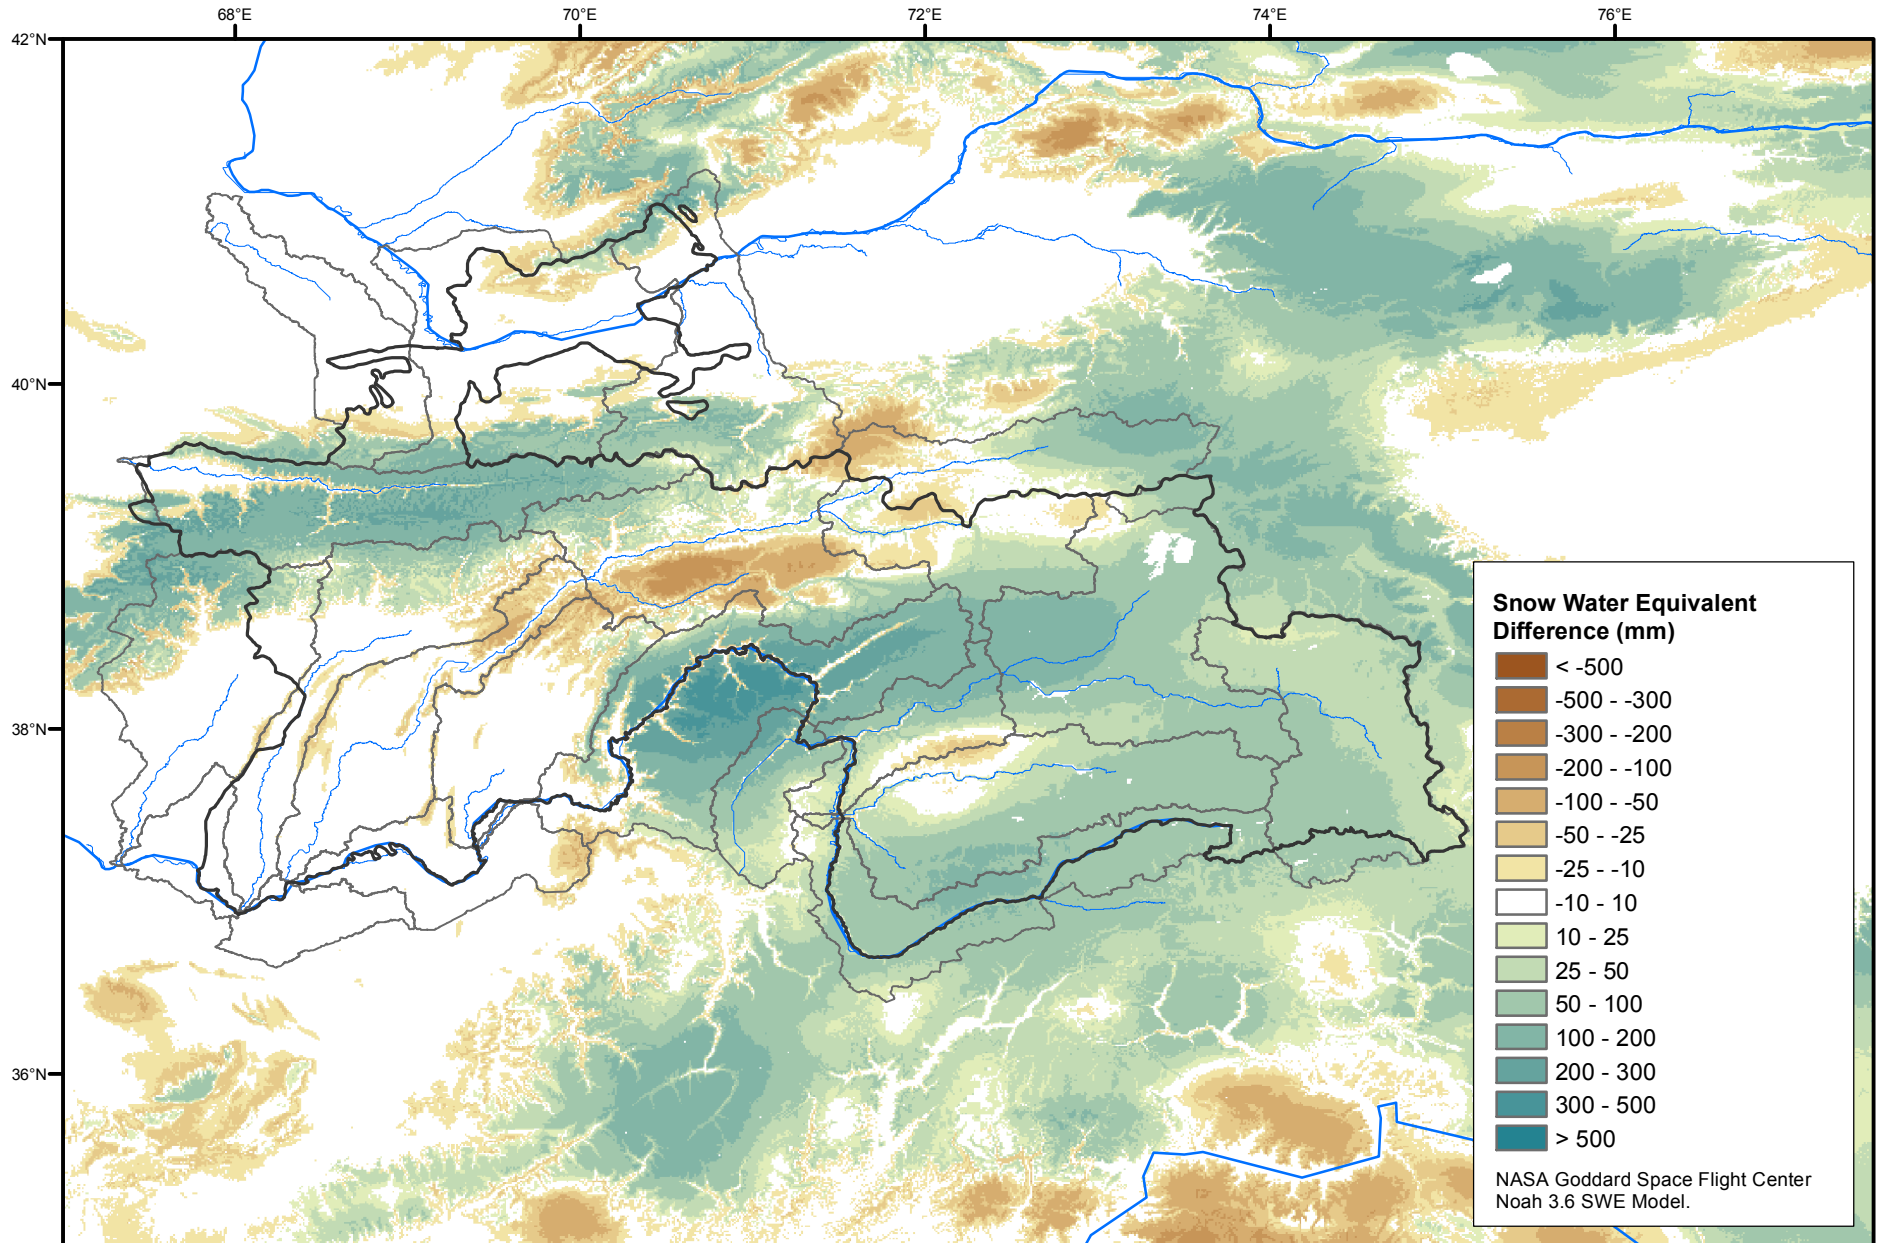 68°E
70°E
72°E
74°E
76°E
42°N
40°N
38°N
36°N
Snow Water Equivalent
Difference (mm)
< -500
-500 - -300
-300 - -200
-200 - -100
-100 - -50
-50 - -25
-25 - -10
-10 - 10
10 - 25
25 - 50
50 - 100
100 - 200
200 - 300
300 - 500
> 500
NASA Goddard Space Flight Center
Noah 3.6 SWE Model.